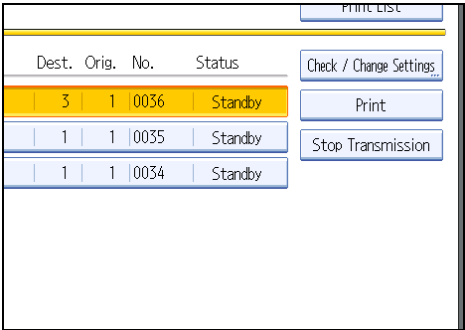 Print List
Dest. Orig. No. Status
Check / Change Settings
3 1 0036 Standby
Print
1 1 0035 Standby
Stop Transmission
1 1 0034 Standby